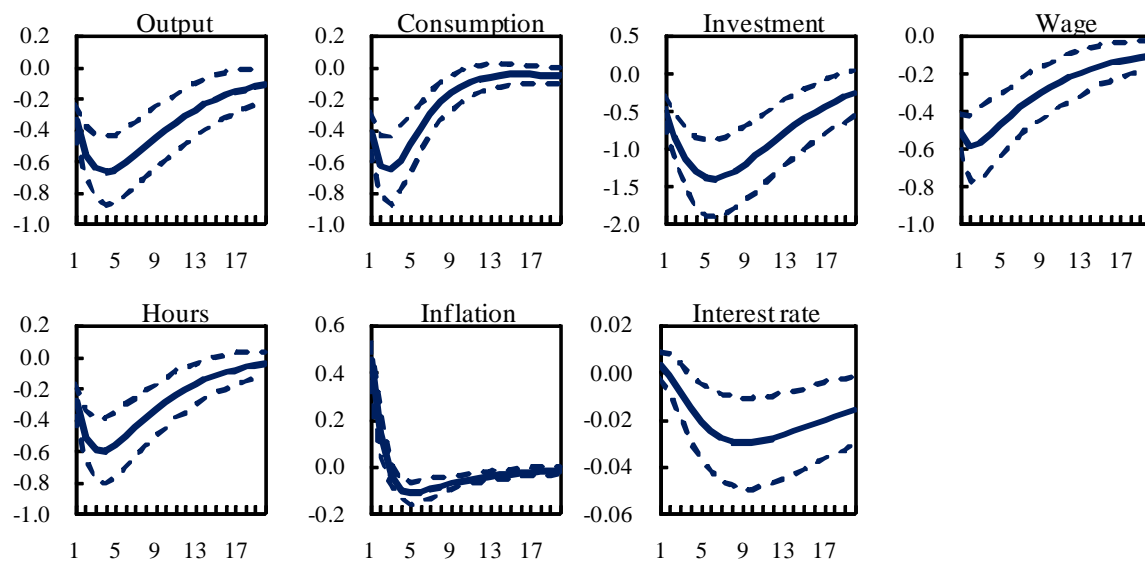 Output Consumption Investment Wage
0.2 0.2 0.5 0.0
0.0 0.0 0.0 -0.2
-0.2 -0.2 -0.5 -0.4
-0.4 -0.4 -1.0 -0.6
-0.6 -0.6 -1.5 -0.8
-0.8 -0.8 -2.0 -1.0
-1.0 -1.0
1 5 9 13 17 1 5 9 13 17 1 5 9 13 17 1 5 9 13 17
Hours Inflation Interest rate
0.2 0.6 0.02
0.0 0.4 0.00
-0.2 0.2 -0.02
-0.4 0.0 -0.04
-0.6 -0.2 -0.06
-0.8
-1.0
1 5 9 13 17 1 5 9 13 17 1 5 9 13 17